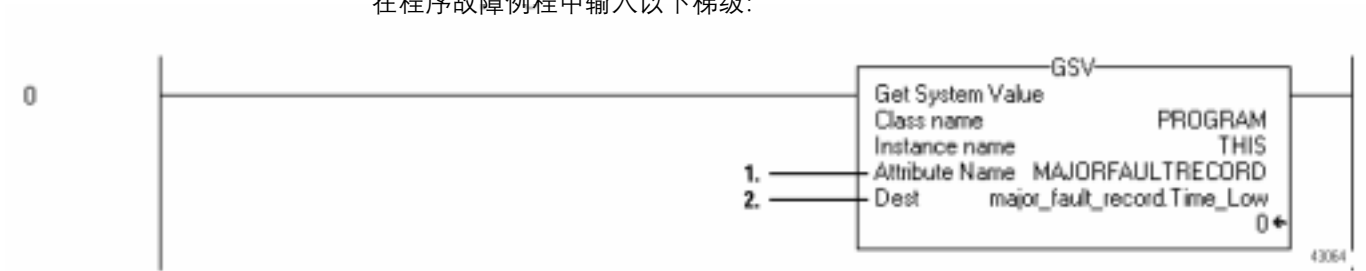 在程序故障例程中输入以下梯级:
0
GSV
Get System Value
Class name PROGRAM
Instance name THIS
1. Attribute Name MAJORFAULTRECORD
2. Dest major_fault_record.Time_Low
0
43064